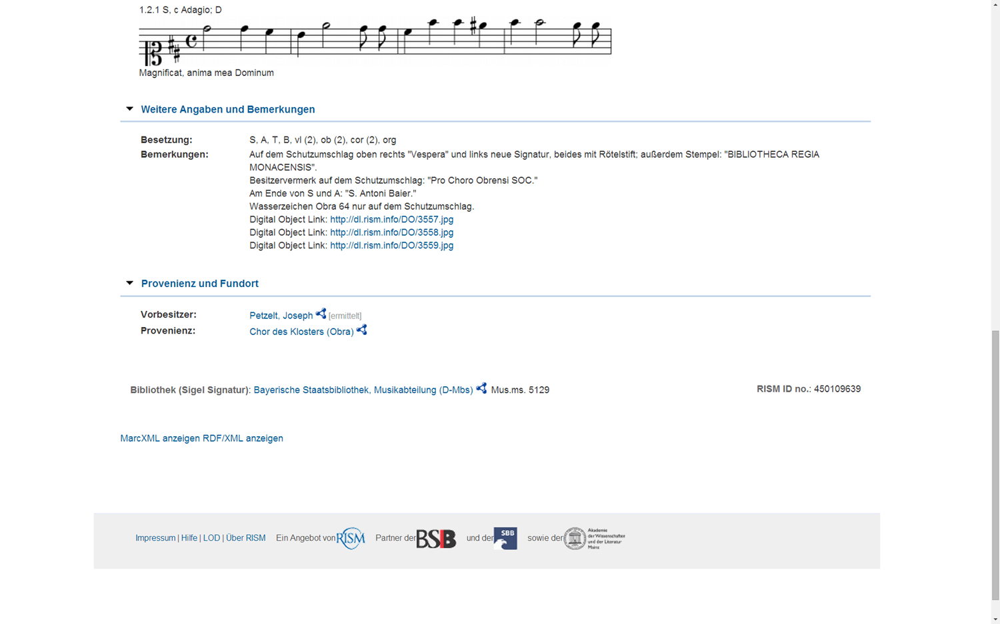 1.2.1 S, c Adagio; D
Magnificat, anima mea Dominum
Weitere Angaben und Bemerkungen
Besetzung: S, A, T, B, vl (2), ob (2), cor (2), org
Bemerkungen: Auf dem Schutzumschlag oben rechts "Vespera" und links neue Signatur, beides mit Rötelstift; außerdem Stempel: "BIBLIOTHECA REGIA
MONACENSIS".
Besitzervermerk auf dem Schutzumschlag: "Pro Choro Obrensi SOC."
Am Ende von S und A: "S. Antoni Baier."
Wasserzeichen Obra 64 nur auf dem Schutzumschlag.
Digital Object Link: http://dl.rism.info/DO/3557.jpg
Digital Object Link: http://dl.rism.info/DO/3558.jpg
Digital Object Link: http://dl.rism.info/DO/3559.jpg
Provenienz und Fundort
Vorbesitzer: Petzelt, Joseph [ermittelt]
Provenienz: Chor des Klosters (Obra)
Bibliothek (Sigel Signatur): Bayerische Staatsbibliothek, Musikabteilung (D-Mbs) Mus.ms. 5129 RISM ID no.: 450109639
MarcXML anzeigen RDF/XML anzeigen
Impressum | Hilfe | LOD | Über RISM Ein Angebot von RISM Partner der BSB und der SBB sowie der
Akademie
der Wissenschaften
und der Literatur
Mainz